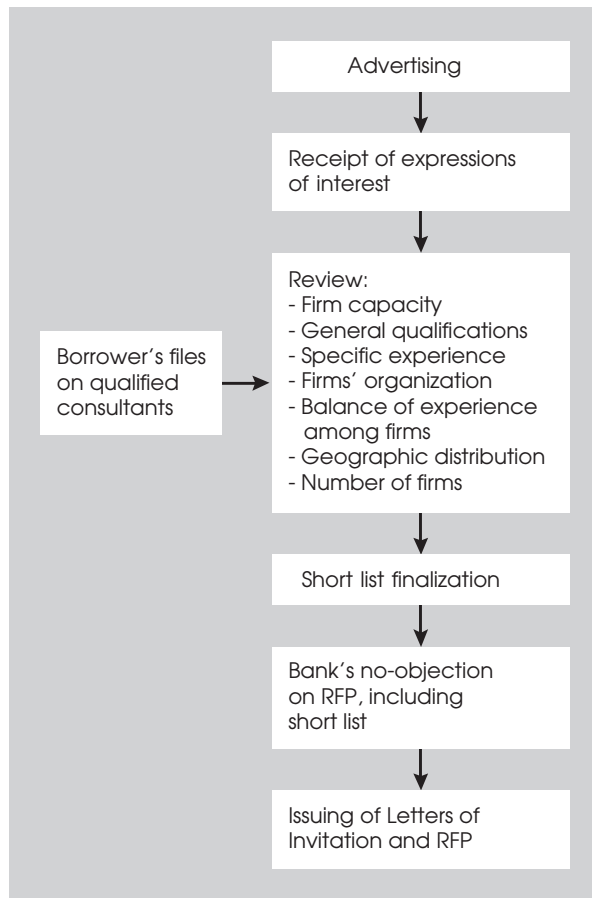 Advertising
Receipt of expressions
of interest
Review:
- Firm capacity
- General qualifications
- Specific experience
- Firms’ organization
- Balance of experience
among firms
- Geographic distribution
- Number of firms
Borrower’s files
on qualified
consultants
Short list finalization
Bank’s no-objection
on RFP, including
short list
Issuing of Letters of
Invitation and RFP